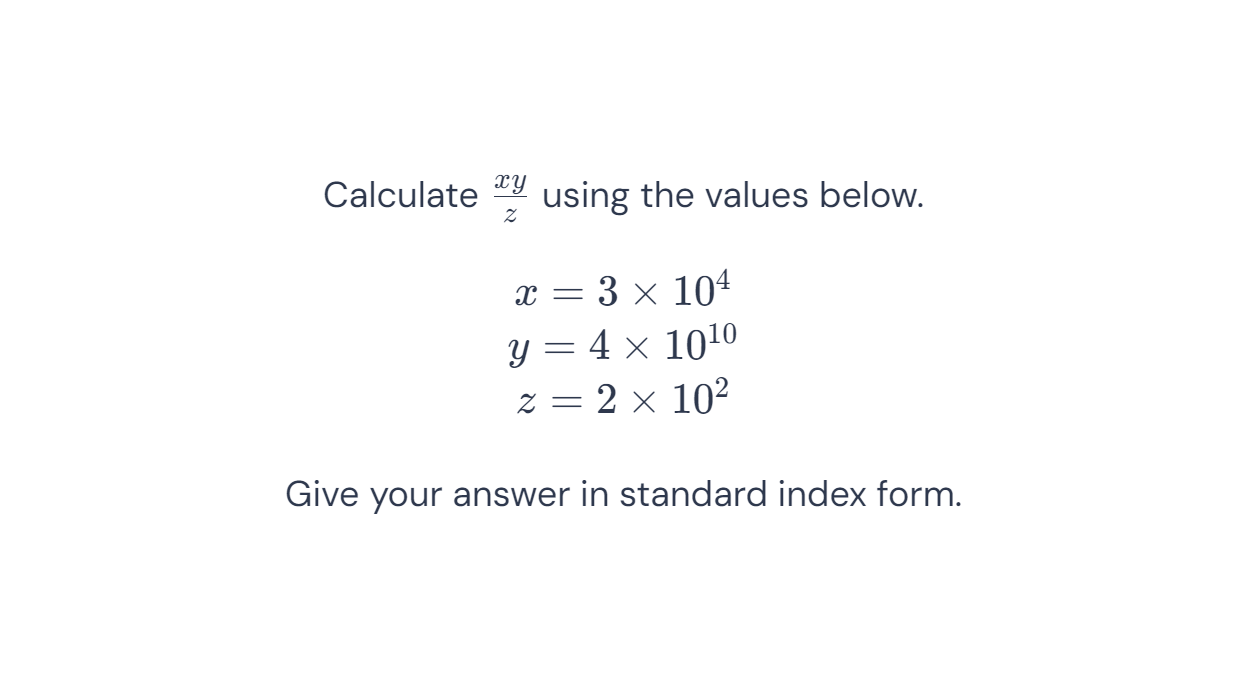 Calculate $\frac{xy}{z}$ using the values below.
$x = 3 \times 10^{4}$
$y = 4 \times 10^{10}$
$z = 2 \times 10^{2}$
Give your answer in standard index form.